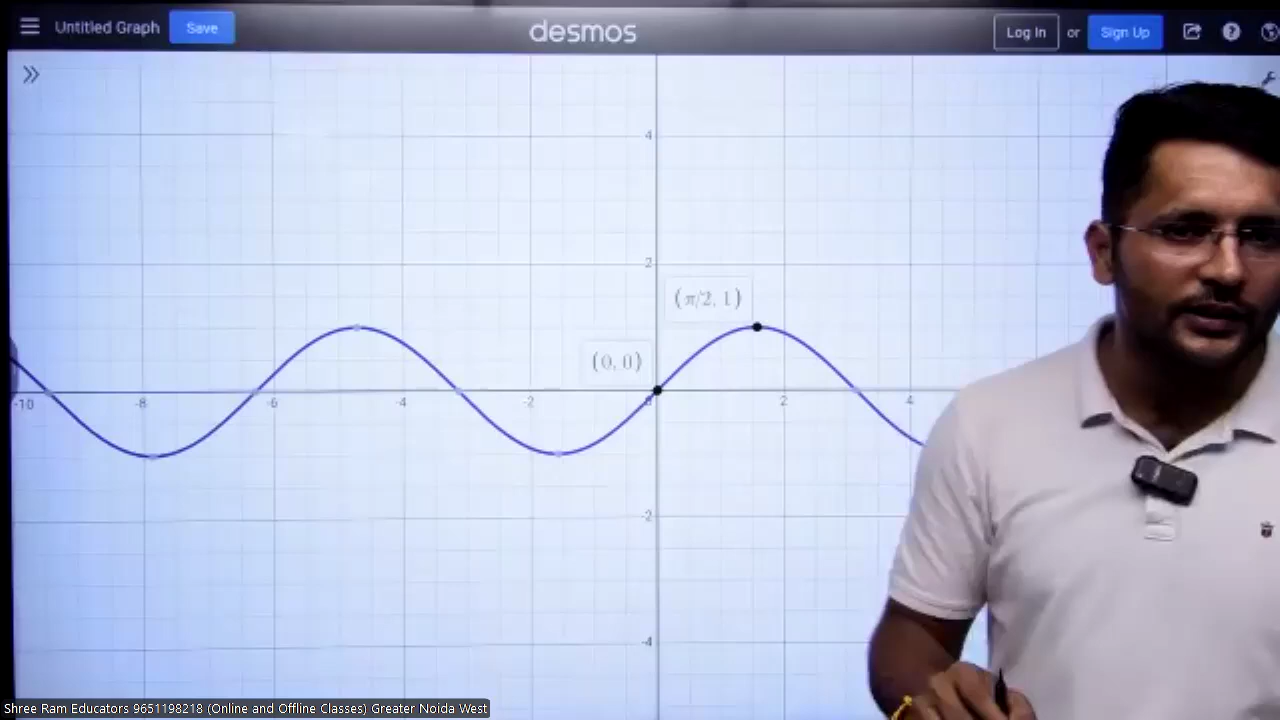 Untitled Graph
Save
desmos
Log In
or
Sign Up
4
2
(π/2, 1)
(0, 0)
-10
-8
-6
-4
-2
0
2
4
-2
-4
Shree Ram Educators 9651198218 (Online and Offline Classes) Greater Noida West